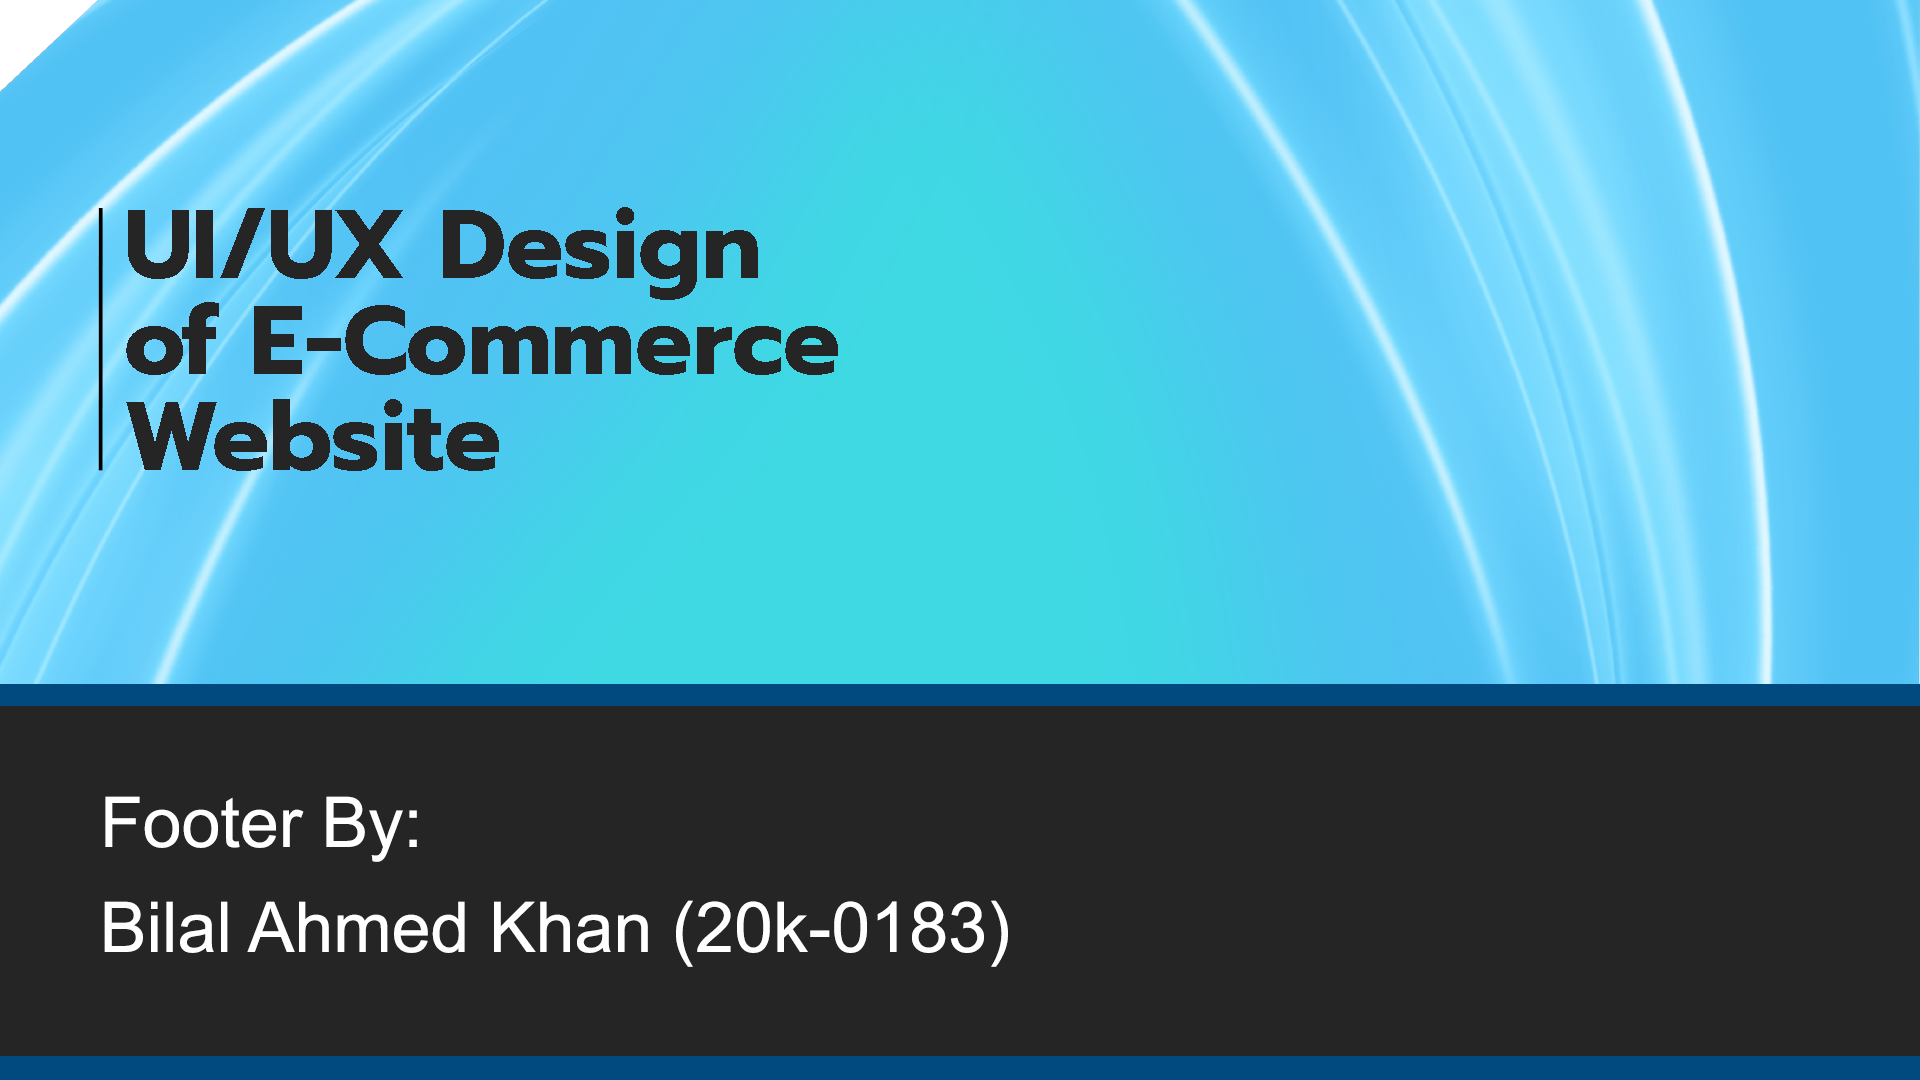 UI/UX Design
of E-Commerce
Website
Footer By:
Bilal Ahmed Khan (20k-0183)